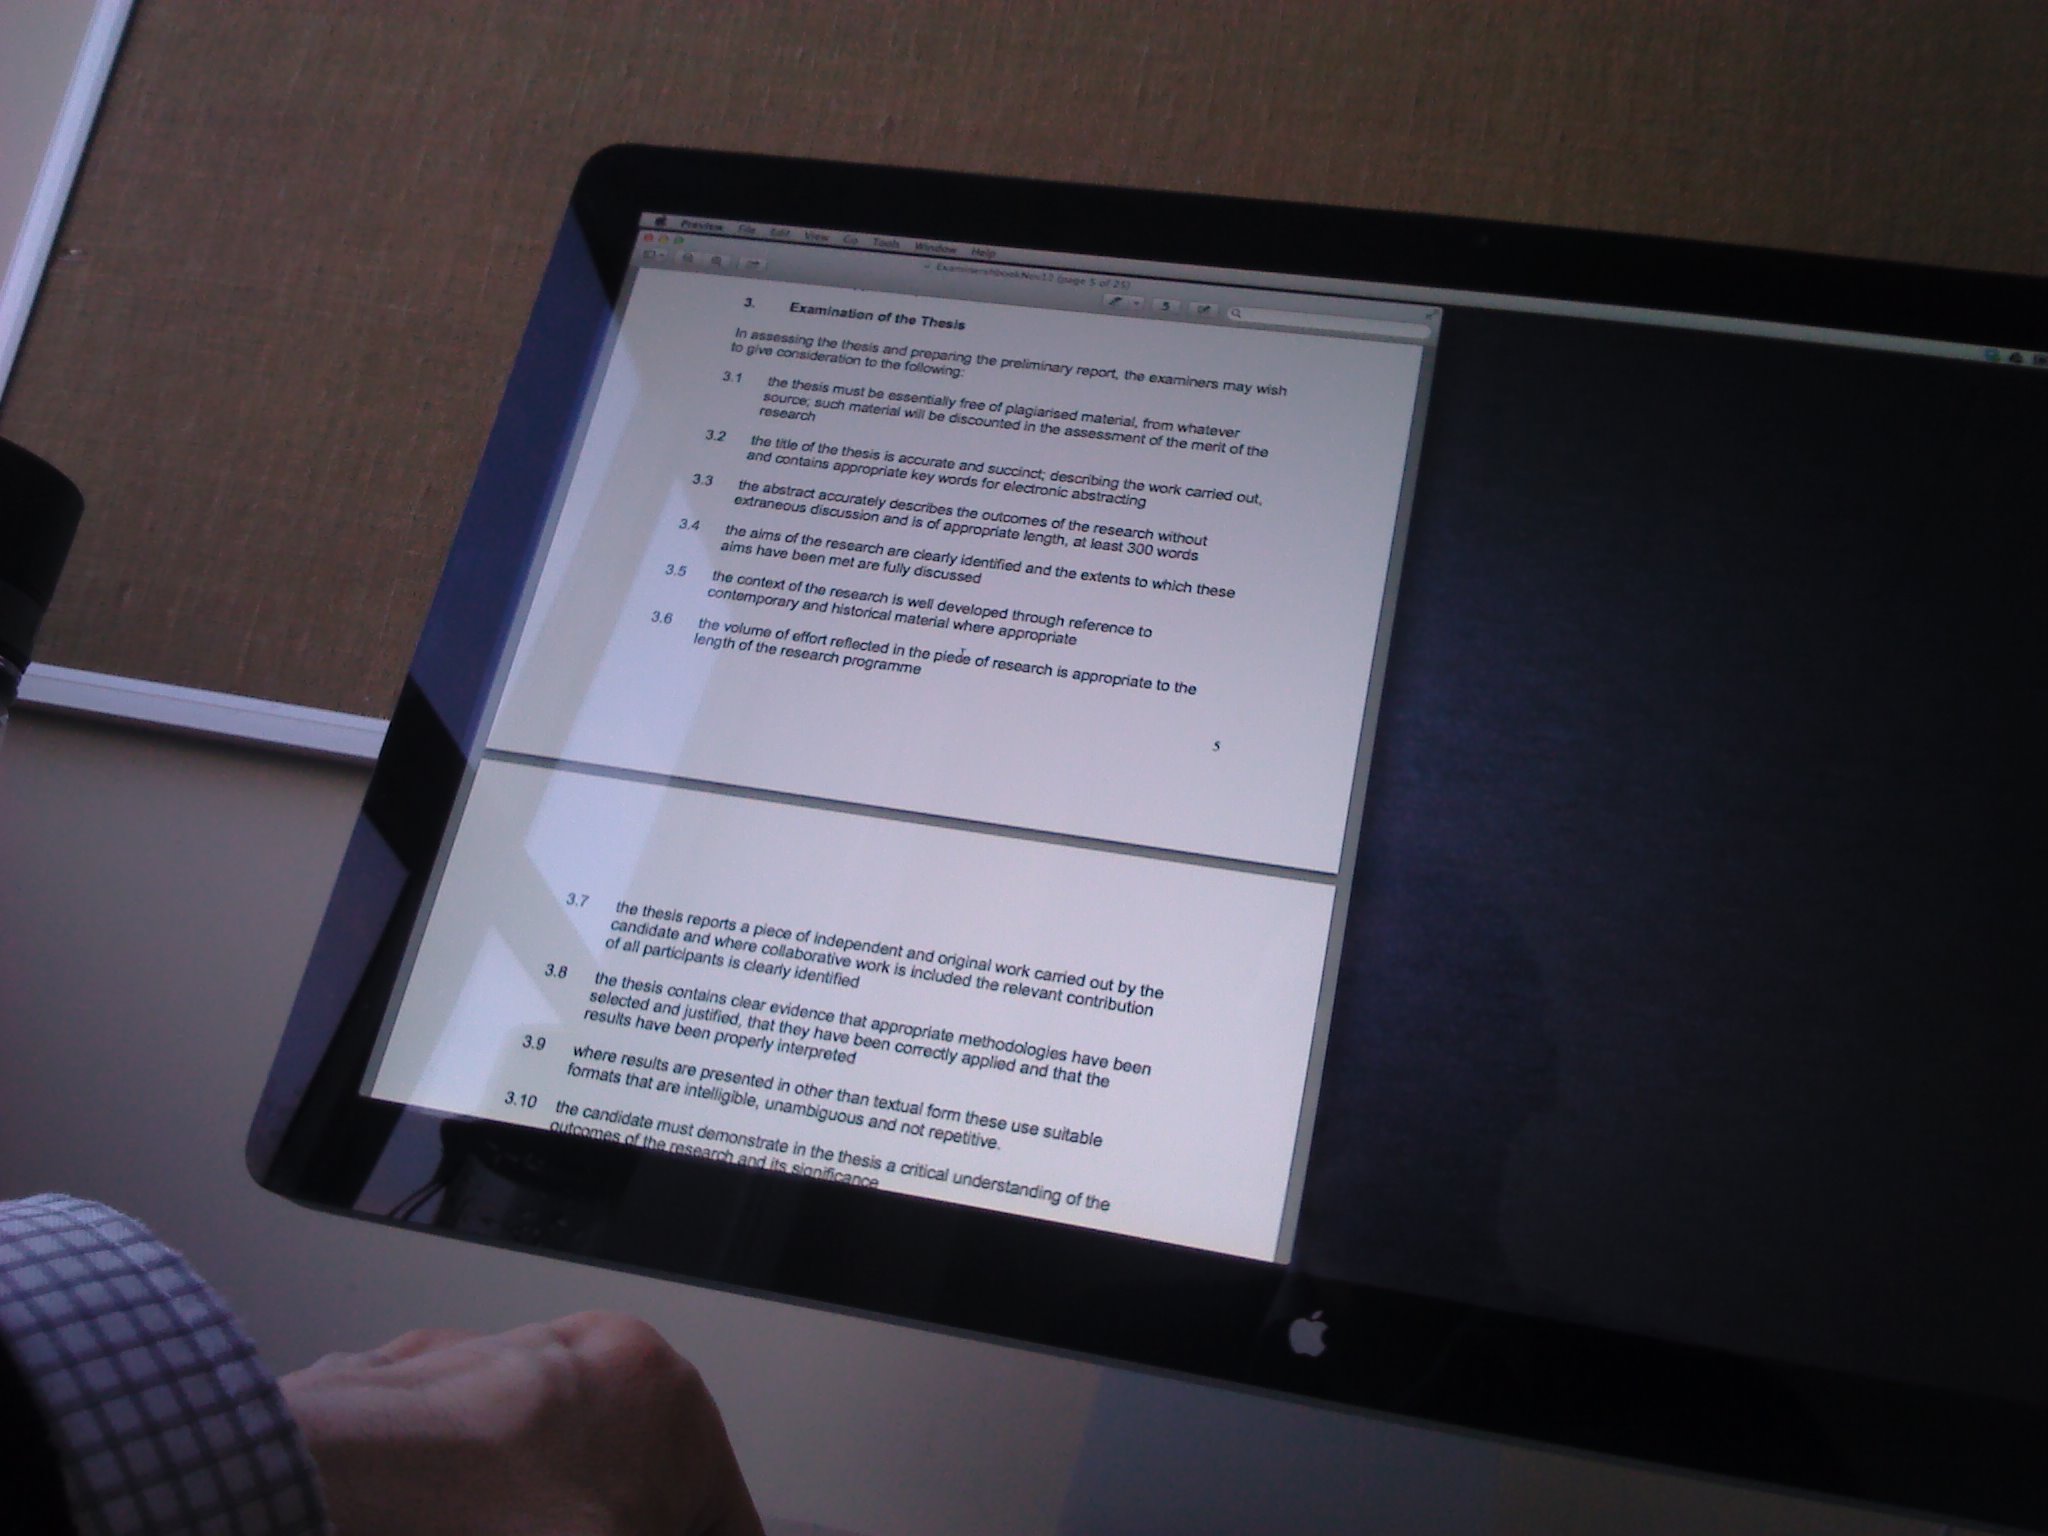 Preview File Edit View Go Tools Window Help
ExaminershbookNov12 (page 5 of 25)
3. Examination of the Thesis
In assessing the thesis and preparing the preliminary report, the examiners may wish
to give consideration to the following:
3.1 the thesis must be essentially free of plagiarised material, from whatever
source; such material will be discounted in the assessment of the merit of the
research
3.2 the title of the thesis is accurate and succinct; describing the work carried out,
and contains appropriate key words for electronic abstracting
3.3 the abstract accurately describes the outcomes of the research without
extraneous discussion and is of appropriate length, at least 300 words
3.4 the aims of the research are clearly identified and the extents to which these
aims have been met are fully discussed
3.5 the context of the research is well developed through reference to
contemporary and historical material where appropriate
3.6 the volume of effort reflected in the piece of research is appropriate to the
length of the research programme
5
3.7 the thesis reports a piece of independent and original work carried out by the
candidate and where collaborative work is included the relevant contribution
of all participants is clearly identified
3.8 the thesis contains clear evidence that appropriate methodologies have been
selected and justified, that they have been correctly applied and that the
results have been properly interpreted
3.9 where results are presented in other than textual form these use suitable
formats that are intelligible, unambiguous and not repetitive.
3.10 the candidate must demonstrate in the thesis a critical understanding of the
outcomes of the research and its significance